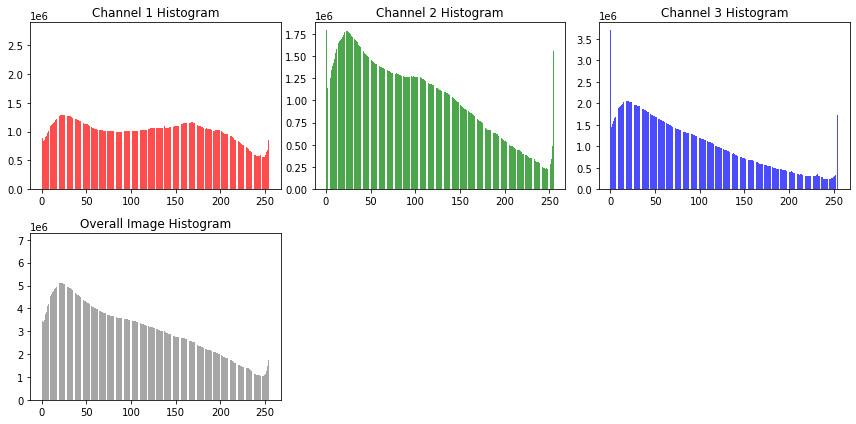 Channel 1 Histogram
1e6
2.5
2.0
1.5
1.0
0.5
0.0
0 50 100 150 200 250
Channel 2 Histogram
1e6
1.75
1.50
1.25
1.00
0.75
0.50
0.25
0.00
0 50 100 150 200 250
Channel 3 Histogram
1e6
3.5
3.0
2.5
2.0
1.5
1.0
0.5
0.0
0 50 100 150 200 250
Overall Image Histogram
1e6
7
6
5
4
3
2
1
0
0 50 100 150 200 250